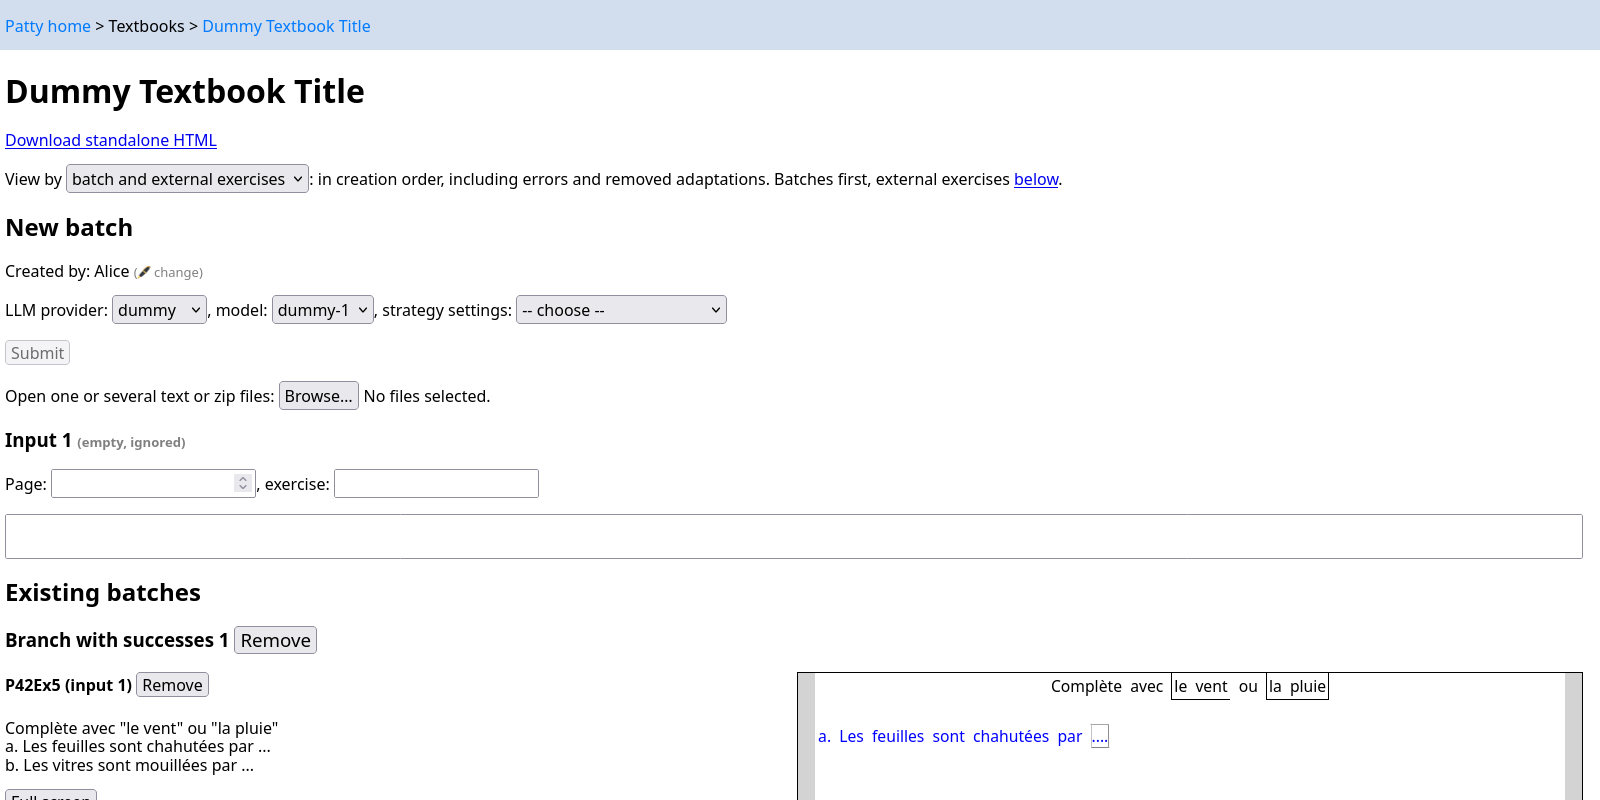 Patty home > Textbooks > Dummy Textbook Title
Dummy Textbook Title
Download standalone HTML
View by batch and external exercises : in creation order, including errors and removed adaptations. Batches first, external exercises below.
New batch
Created by: Alice (🖋 change)
LLM provider: dummy , model: dummy-1 , strategy settings: -- choose --
Submit
Open one or several text or zip files: Browse... No files selected.
Input 1 (empty, ignored)
Page: , exercise:
Existing batches
Branch with successes 1 Remove
P42Ex5 (input 1) Remove
Complète avec "le vent" ou "la pluie"
a. Les feuilles sont chahutées par ...
b. Les vitres sont mouillées par ...
Full screen
Complète avec le vent ou la pluie
a. Les feuilles sont chahutées par ....